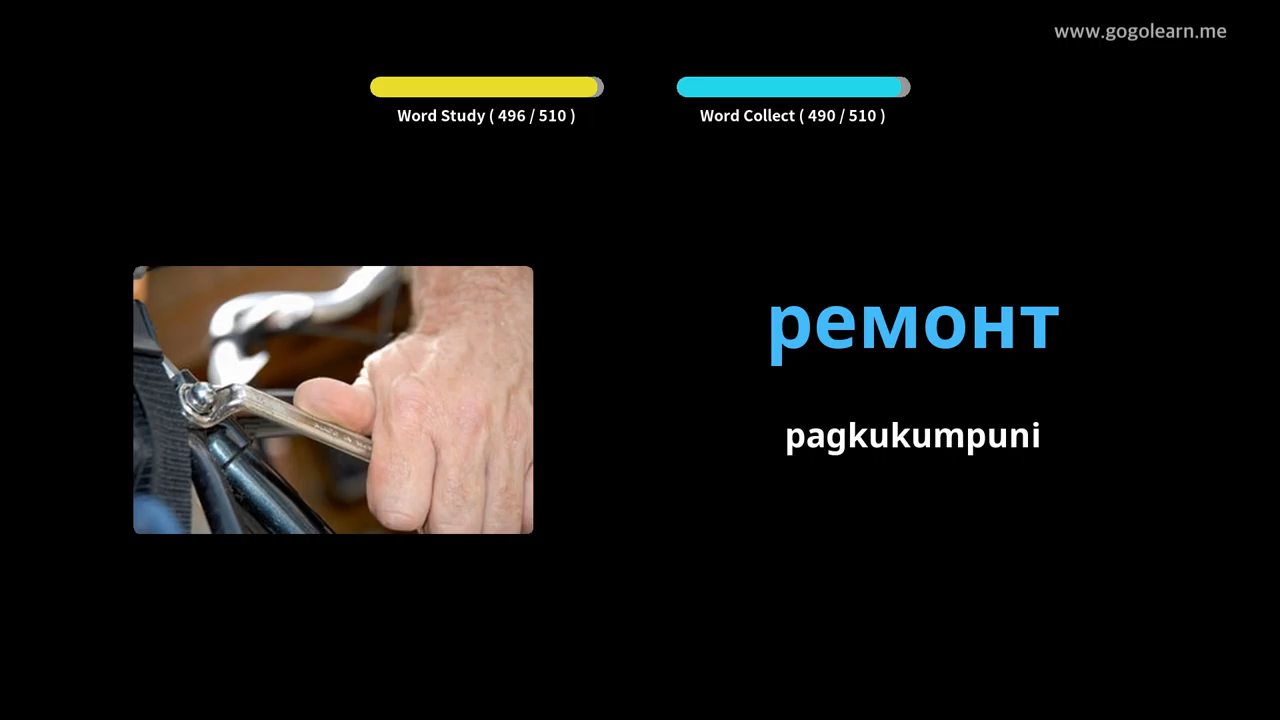 www.gogolearn.me
Word Study ( 496 / 510 )
Word Collect ( 490 / 510 )
ремонт
pagkukumpuni